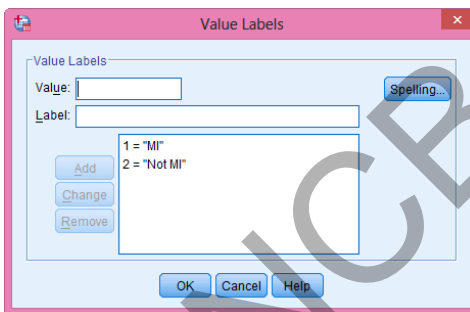 Value Labels
Value Labels
Value:
Spelling...
Label:
1 = "MI"
2 = "Not MI"
Add
Change
Remove
OK
Cancel
Help